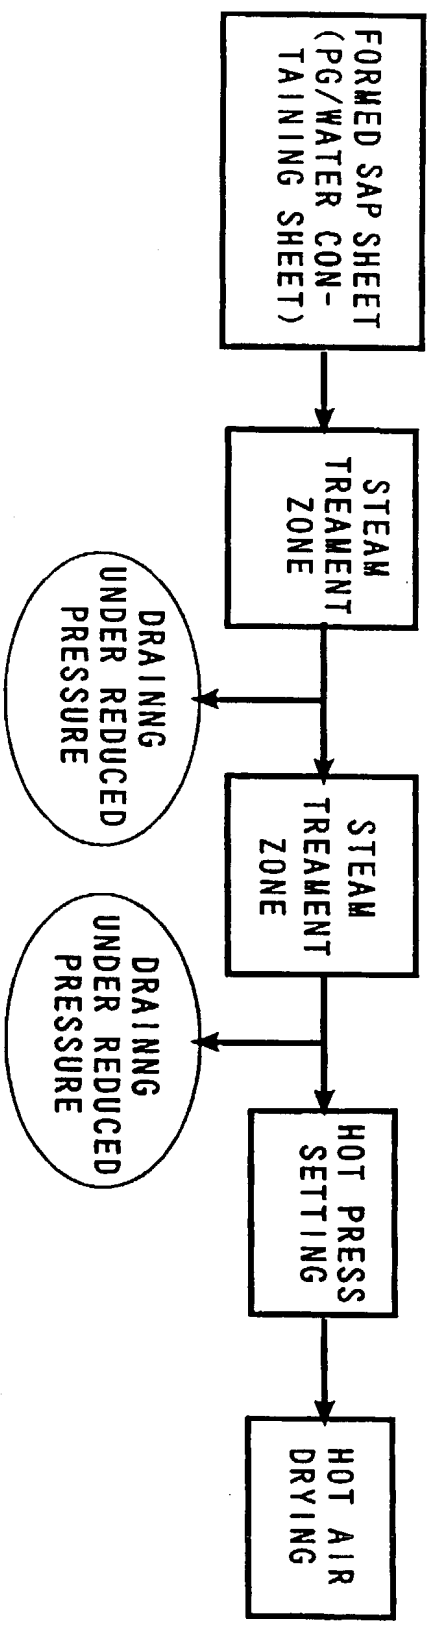 FORMED SAP SHEET
(PG/WATER CON-
TAINING SHEET)
STEAM
TREAMENT
ZONE
DRAINNG
UNDER REDUCED
PRESSURE
STEAM
TREAMENT
ZONE
DRAINNG
UNDER REDUCED
PRESSURE
HOT PRESS
SETTING
HOT AIR
DRYING